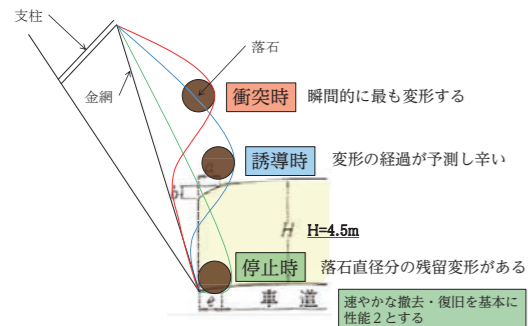 支柱
落石
金網
衝突時 瞬間的に最も変形する
誘導時 変形の経過が予測し辛い
H
H=4.5m
停止時 落石直径分の残留変形がある
e
車道
速やかな撤去・復旧を基本に
性能2とする